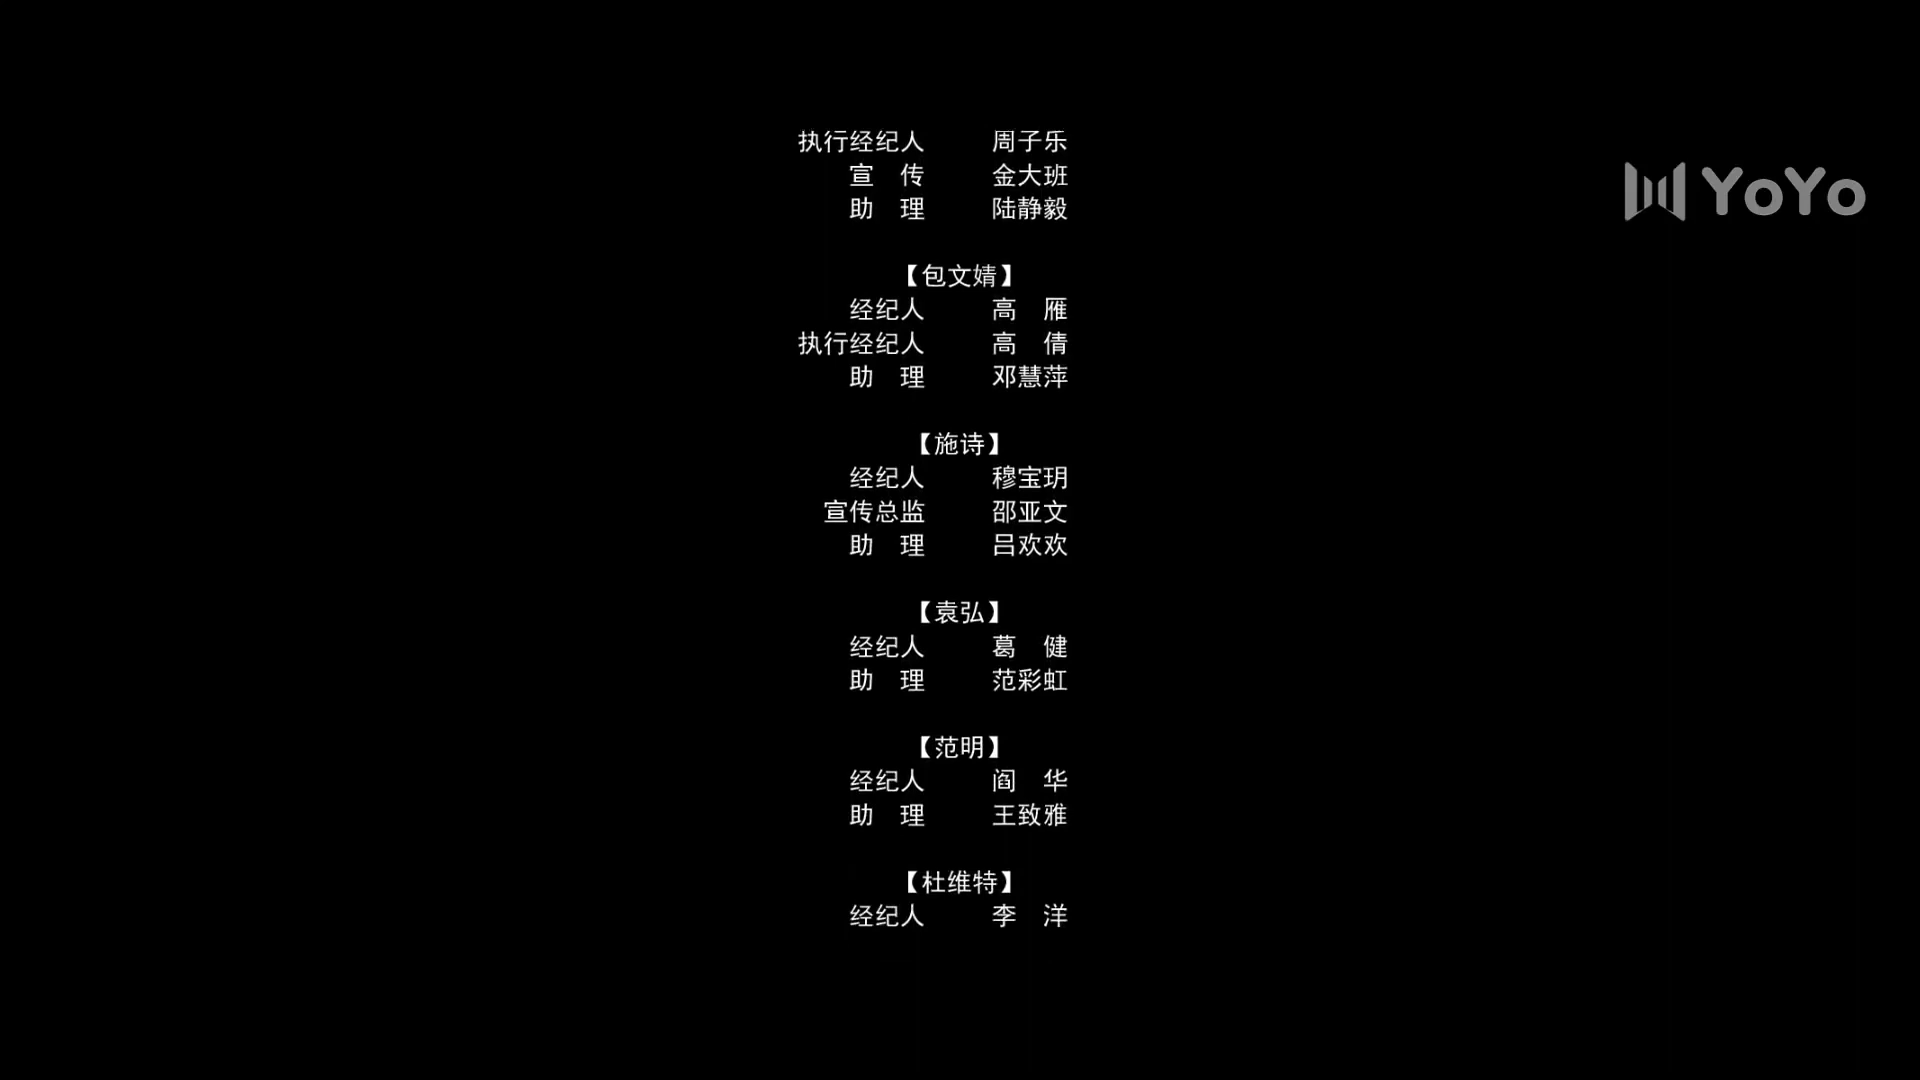 执行经纪人 周子乐
宣 传 金大班
助 理 陆静毅
【包文婧】
经纪人 高 雁
执行经纪人 高 倩
助 理 邓慧萍
【施诗】
经纪人 穆宝玥
宣传总监 邵亚文
助 理 吕欢欢
【袁弘】
经纪人 葛 健
助 理 范彩虹
【范明】
经纪人 阎 华
助 理 王致雅
【杜维特】
经纪人 李 洋
YoYo